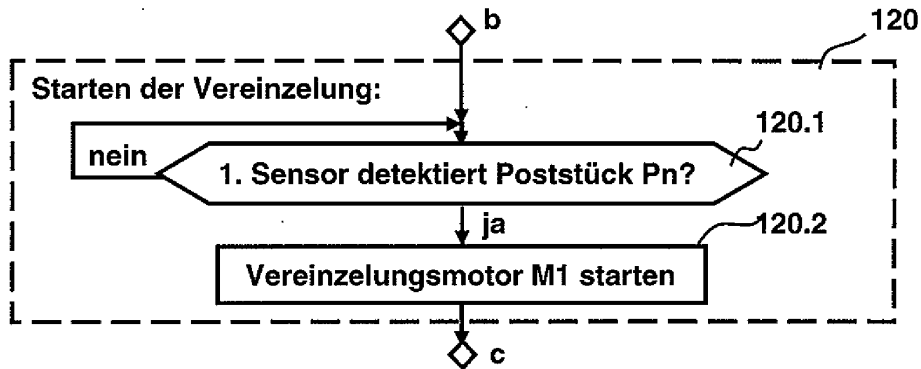 b
120
Starten der Vereinzelung:
120.1
nein
1. Sensor detektiert Poststück Pn?
ja
120.2
Vereinzelungsmotor M1 starten
c